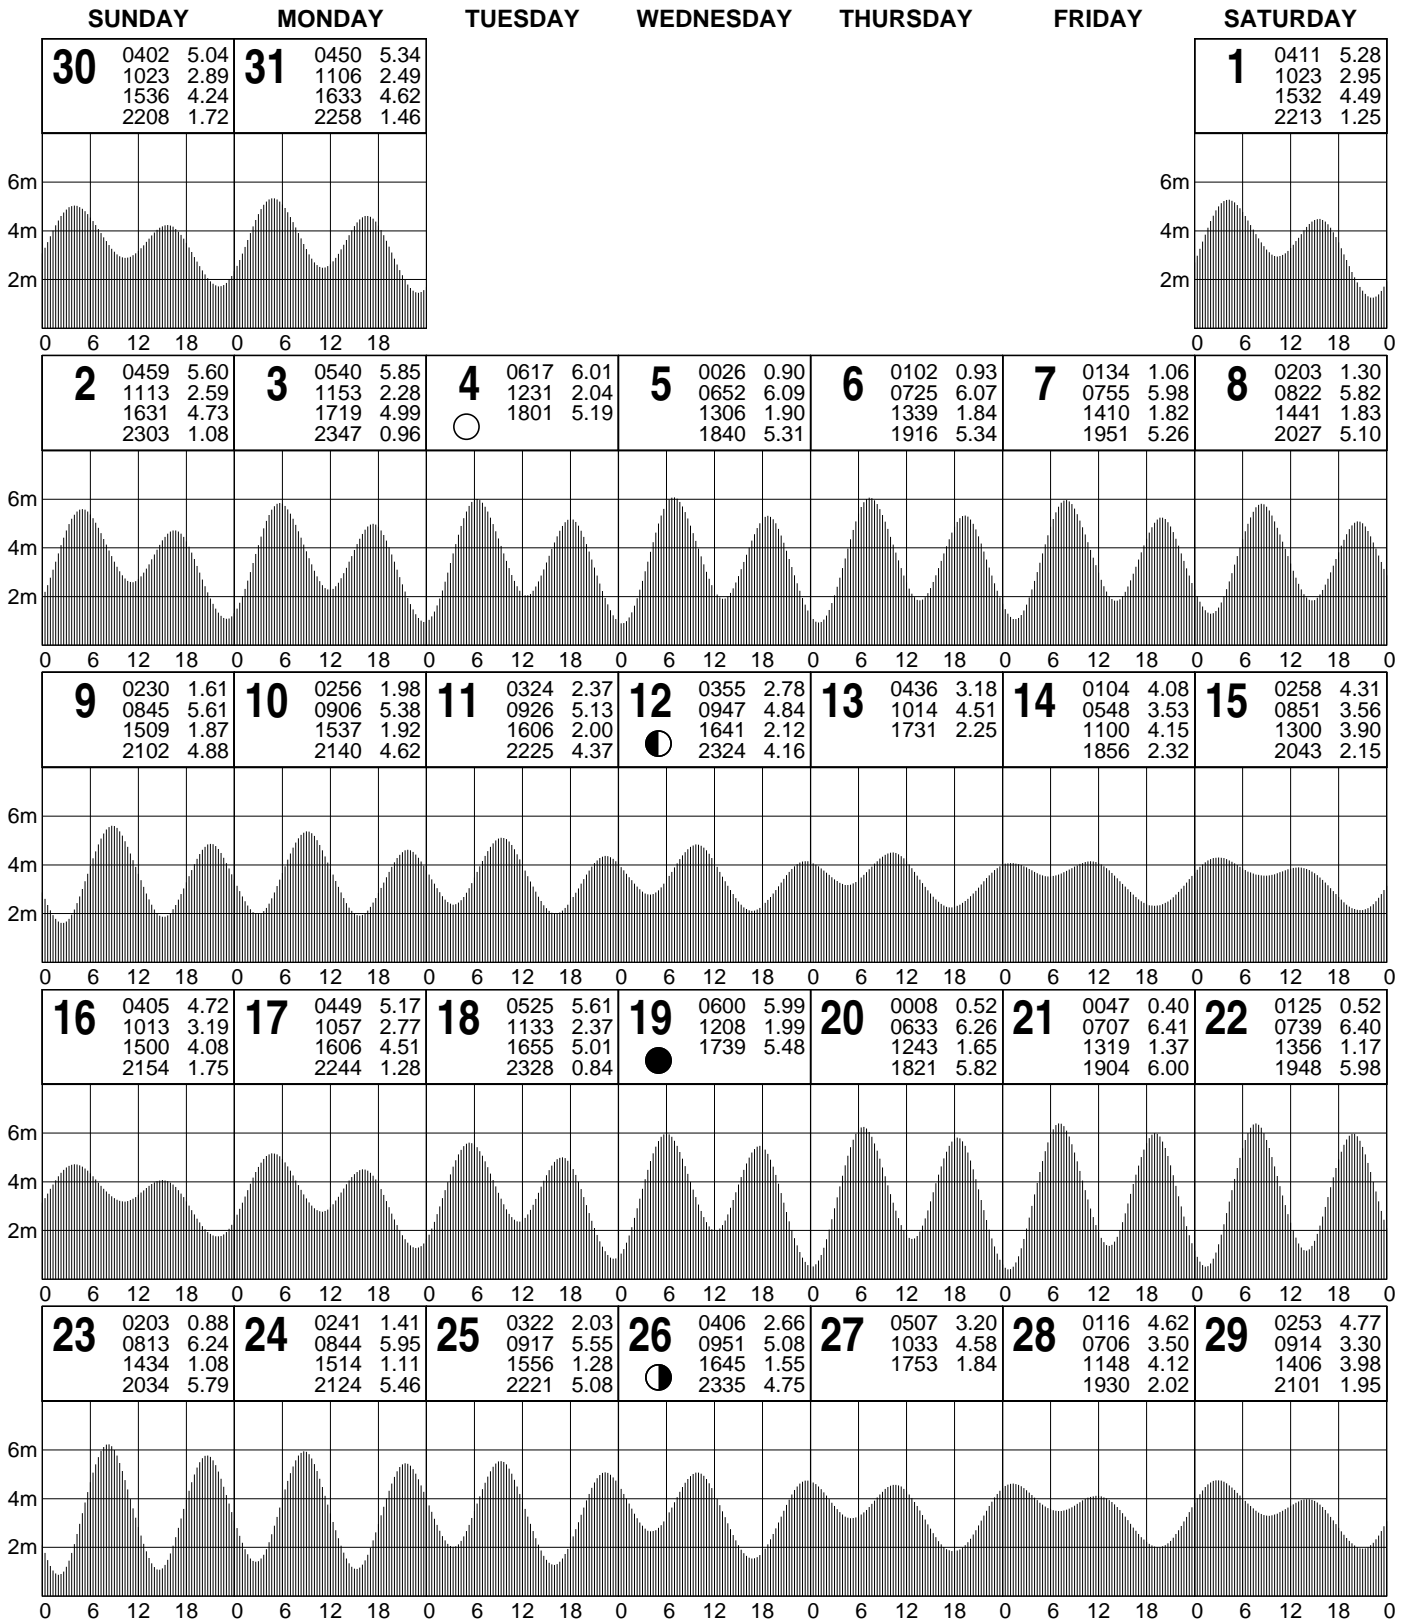 SUNDAY MONDAY TUESDAY WEDNESDAY THURSDAY FRIDAY SATURDAY
30 0402 5.04 31 0450 5.34 1 0411 5.28
1023 2.89 1106 2.49 1023 2.95
1536 4.24 1633 4.62 1532 4.49
2208 1.72 2258 1.46 2213 1.25
6m 6m
4m 4m
2m 2m
0 6 12 18 0 6 12 18 0 6 12 18 0
2 0459 5.60 3 0540 5.85 4 0617 6.01 5 0026 0.90 6 0102 0.93 7 0134 1.06 8 0203 1.30
1113 2.59 1153 2.28 1231 2.04 0652 6.09 0725 6.07 0755 5.98 0822 5.82
1631 4.73 1719 4.99 1801 5.19 1306 1.90 1339 1.84 1410 1.82 1441 1.83
2303 1.08 2347 0.96 1840 5.31 1916 5.34 1951 5.26 2027 5.10
6m
4m
2m
0 6 12 18 0 6 12 18 0 6 12 18 0 6 12 18 0 6 12 18 0 6 12 18 0 6 12 18 0
9 0230 1.61 10 0256 1.98 11 0324 2.37 12 0355 2.78 13 0436 3.18 14 0104 4.08 15 0258 4.31
0845 5.61 0906 5.38 0926 5.13 0947 4.84 1014 4.51 0548 3.53 0851 3.56
1509 1.87 1537 1.92 1606 2.00 1641 2.12 1731 2.25 1100 4.15 1300 3.90
2102 4.88 2140 4.62 2225 4.37 2324 4.16 1856 2.32 2043 2.15
6m
4m
2m
0 6 12 18 0 6 12 18 0 6 12 18 0 6 12 18 0 6 12 18 0 6 12 18 0 6 12 18 0
16 0405 4.72 17 0449 5.17 18 0525 5.61 19 0600 5.99 20 0008 0.52 21 0047 0.40 22 0125 0.52
1013 3.19 1057 2.77 1133 2.37 1208 1.99 0633 6.26 0707 6.41 0739 6.40
1500 4.08 1606 4.51 1655 5.01 1739 5.48 1243 1.65 1319 1.37 1356 1.17
2154 1.75 2244 1.28 2328 0.84 1821 5.82 1904 6.00 1948 5.98
6m
4m
2m
0 6 12 18 0 6 12 18 0 6 12 18 0 6 12 18 0 6 12 18 0 6 12 18 0 6 12 18 0
23 0203 0.88 24 0241 1.41 25 0322 2.03 26 0406 2.66 27 0507 3.20 28 0116 4.62 29 0253 4.77
0813 6.24 0844 5.95 0917 5.55 0951 5.08 1033 4.58 0706 3.50 0914 3.30
1434 1.08 1514 1.11 1556 1.28 1645 1.55 1753 1.84 1148 4.12 1406 3.98
2034 5.79 2124 5.46 2221 5.08 2335 4.75 1930 2.02 2101 1.95
6m
4m
2m
0 6 12 18 0 6 12 18 0 6 12 18 0 6 12 18 0 6 12 18 0 6 12 18 0 6 12 18 0